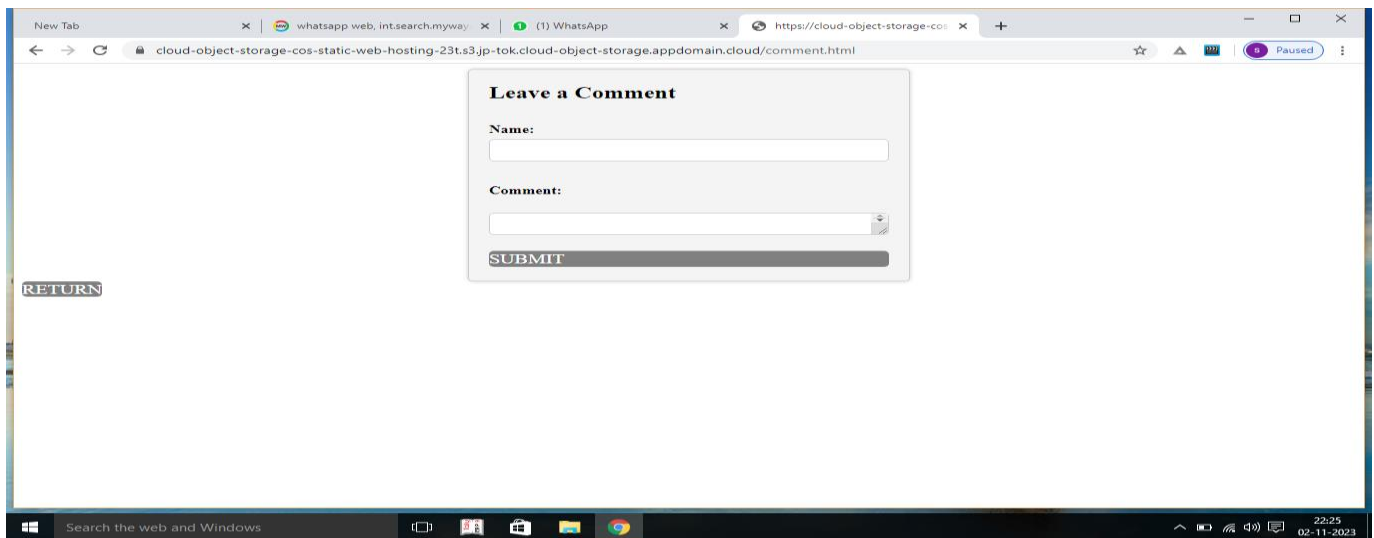 New Tab
whatsapp web, int.search.myway
(1) WhatsApp
https://cloud-object-storage-cos
cloud-object-storage-cos-static-web-hosting-23t.s3.jp-tok.cloud-object-storage.appdomain.cloud/comment.html
S
Paused
Leave a Comment
Name:
Comment:
SUBMIT
RETURN
Search the web and Windows
22:25
02-11-2023